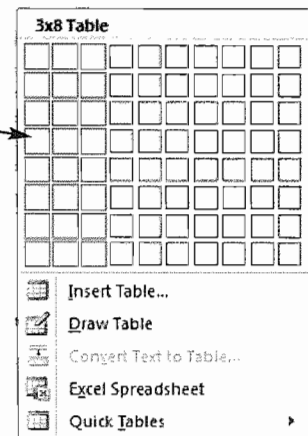 3x8 Table
Insert Table...
Draw Table
Convert Text to Table...
Excel Spreadsheet
Quick Tables